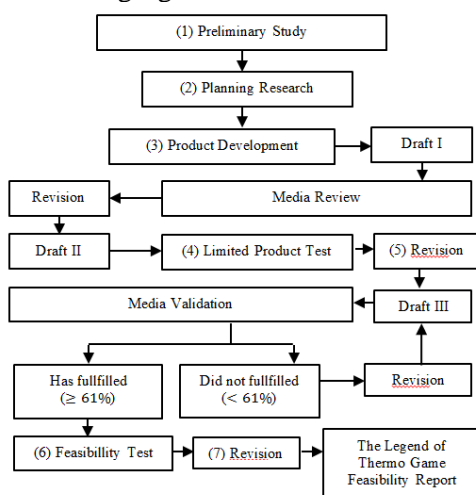 (1) Preliminary Study
(2) Planning Research
(3) Product Development
Draft I
Revision
Media Review
Draft II
(4) Limited Product Test
(5) Revision
Media Validation
Draft III
Has fullfilled
(≥ 61%)
Did not fullfilled
(< 61%)
Revision
(6) Feasibility Test
(7) Revision
The Legend of
Thermo Game
Feasibility Report